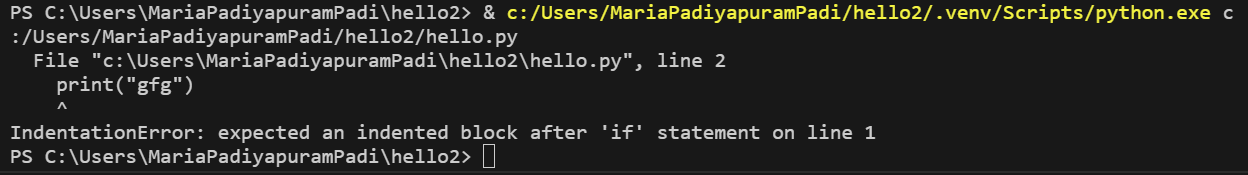 PS C:\Users\MariaPadiyapuramPadi\hello2> & c:/Users/MariaPadiyapuramPadi/hello2/.venv/Scripts/python.exe c
:/Users/MariaPadiyapuramPadi/hello2/hello.py
  File "c:\Users\MariaPadiyapuramPadi\hello2\hello.py", line 2
    print("gfg")
    ^
IndentationError: expected an indented block after 'if' statement on line 1
PS C:\Users\MariaPadiyapuramPadi\hello2>